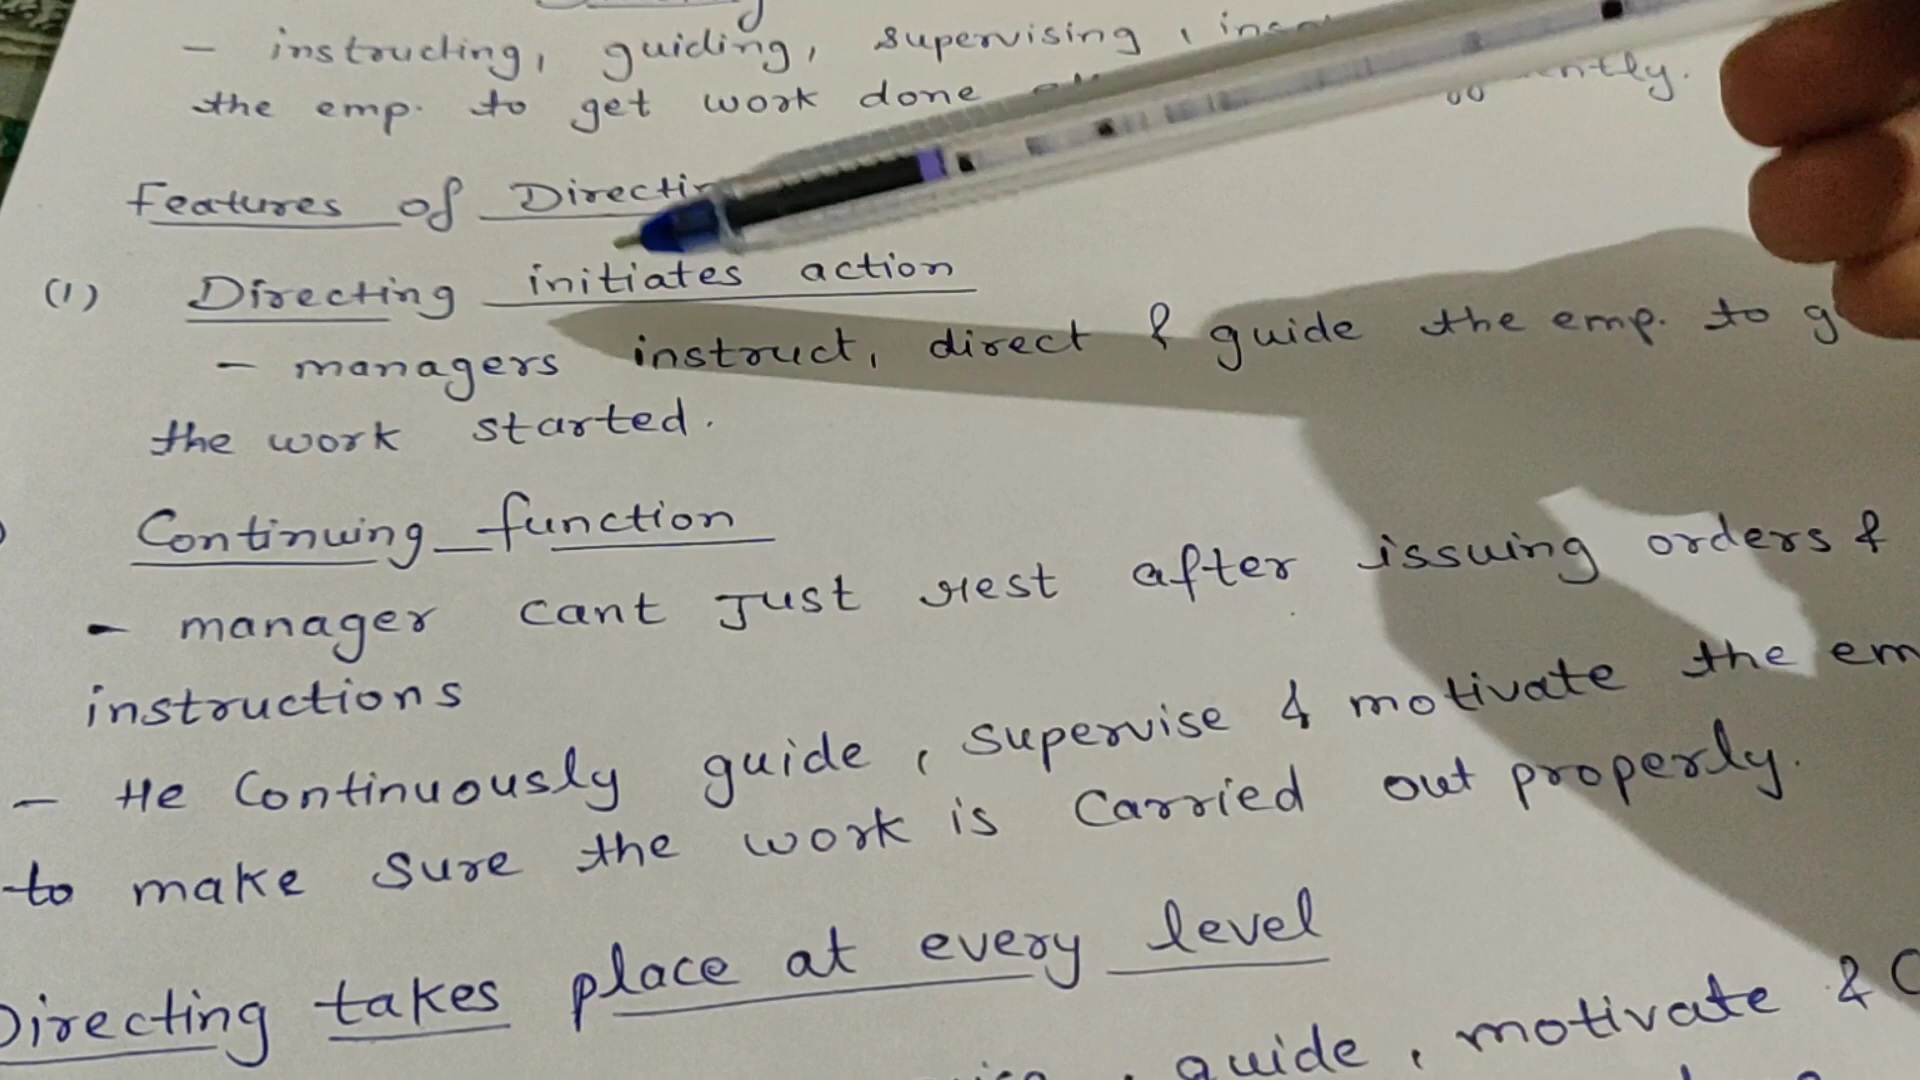 - instructing, guiding, supervising,
the emp. to get work done
Features of
(1) Directing initiates action
- managers instruct, direct & guide the emp. to
the work started.
Continuing function
- manager cant Just rest after issuing orders &
instructions
- He Continuously guide, supervise & motivate the
to make sure the work is Carried out properly.
Directing takes place at every level
guide, motivate &